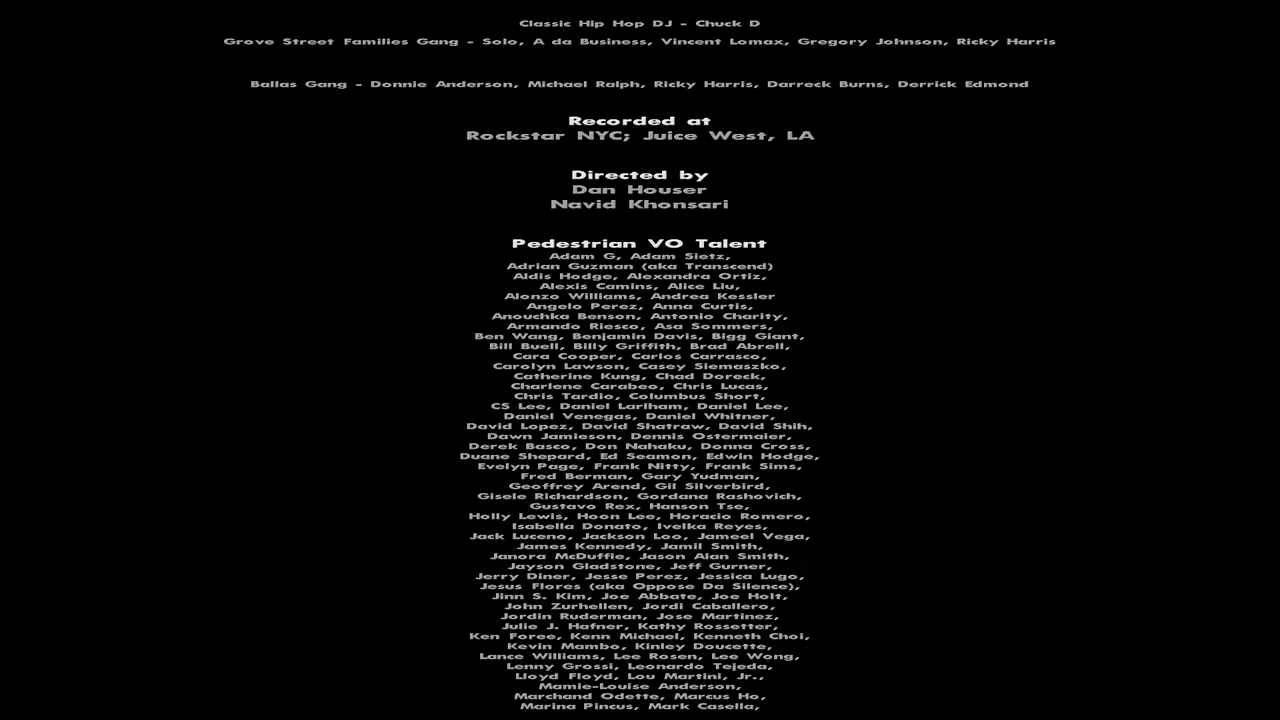 Classic Hip Hop DJ - Chuck D
Grove Street Families Gang - Solo, A da Business, Vincent Lomax, Gregory Johnson, Ricky Harris
Ballas Gang - Donnie Anderson, Michael Ralph, Ricky Harris, Darreck Burns, Derrick Edmond
Recorded at
Rockstar NYC; Juice West, LA
Directed by
Dan Houser
Navid Khonsari
Pedestrian VO Talent
Adam G, Adam Sietz,
Adrian Guzman (aka Transcend)
Aldis Hodge, Alexandra Ortiz,
Alexis Camins, Alice Liu,
Alonzo Williams, Andrea Kessler
Angelo Perez, Anna Curtis,
Anouchka Benson, Antonio Charity,
Armando Riesco, Asa Sommers,
Ben Wang, Benjamin Davis, Bigg Giant,
Bill Buell, Billy Griffith, Brad Abrell,
Cara Cooper, Carlos Carrasco,
Carolyn Lawson, Casey Siemaszko,
Catherine Kung, Chad Doreck,
Charlene Carabeo, Chris Lucas,
Chris Tardio, Columbus Short,
CS Lee, Daniel Larlham, Daniel Lee,
Daniel Venegas, Daniel Whitner,
David Lopez, David Shatraw, David Shih,
Dawn Jamieson, Dennis Ostermaier,
Derek Basco, Don Nahaku, Donna Cross,
Duane Shepard, Ed Seamon, Edwin Hodge,
Evelyn Page, Frank Nitty, Frank Sims,
Fred Berman, Gary Yudman,
Geoffrey Arend, Gil Silverbird,
Gisele Richardson, Gordana Rashovich,
Gustavo Rex, Hanson Tse,
Holly Lewis, Hoon Lee, Horacio Romero,
Isabella Donato, Ivelka Reyes,
Jack Luceno, Jackson Loo, Jameel Vega,
James Kennedy, Jamil Smith,
Janora McDuffie, Jason Alan Smith,
Jayson Gladstone, Jeff Gurner,
Jerry Diner, Jesse Perez, Jessica Lugo,
Jesus Flores (aka Oppose Da Silence),
Jinn S. Kim, Joe Abbate, Joe Holt,
John Zurhellen, Jordi Caballero,
Jordin Ruderman, Jose Martinez,
Julie J. Hafner, Kathy Rossetter,
Ken Foree, Kenn Michael, Kenneth Choi,
Kevin Mambo, Kinley Doucette,
Lance Williams, Lee Rosen, Lee Wong,
Lenny Grossi, Leonardo Tejeda,
Lloyd Floyd, Lou Martini, Jr.,
Mamie-Louise Anderson,
Marchand Odette, Marcus Ho,
Marina Pincus, Mark Casella,